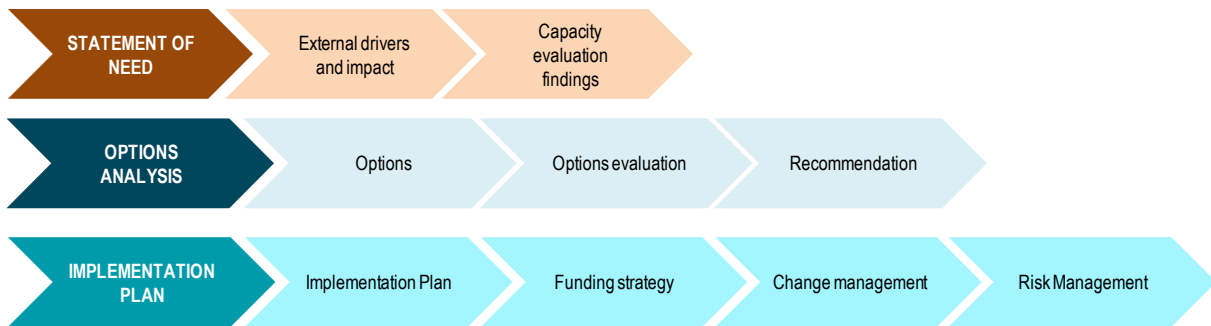 STATEMENT OF
NEED
External drivers
and impact
Capacity
evaluation
findings
OPTIONS
ANALYSIS
Options
Options evaluation
Recommendation
IMPLEMENTATION
PLAN
Implementation Plan
Funding strategy
Change management
Risk Management